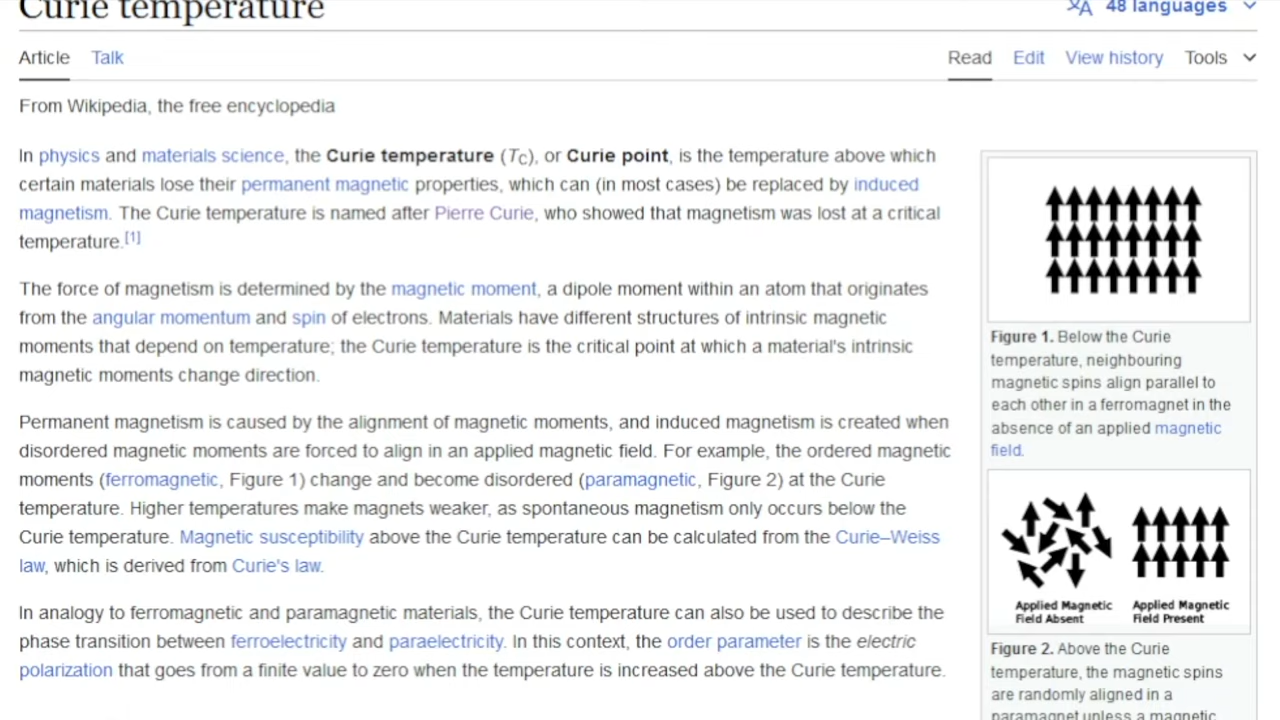 Curie temperature
48 languages
Article Talk
Read Edit View history Tools
From Wikipedia, the free encyclopedia
In physics and materials science, the Curie temperature (TC), or Curie point, is the temperature above which
certain materials lose their permanent magnetic properties, which can (in most cases) be replaced by induced
magnetism. The Curie temperature is named after Pierre Curie, who showed that magnetism was lost at a critical
temperature.[1]
The force of magnetism is determined by the magnetic moment, a dipole moment within an atom that originates
from the angular momentum and spin of electrons. Materials have different structures of intrinsic magnetic
moments that depend on temperature; the Curie temperature is the critical point at which a material's intrinsic
magnetic moments change direction.
Permanent magnetism is caused by the alignment of magnetic moments, and induced magnetism is created when
disordered magnetic moments are forced to align in an applied magnetic field. For example, the ordered magnetic
moments (ferromagnetic, Figure 1) change and become disordered (paramagnetic, Figure 2) at the Curie
temperature. Higher temperatures make magnets weaker, as spontaneous magnetism only occurs below the
Curie temperature. Magnetic susceptibility above the Curie temperature can be calculated from the Curie–Weiss
law, which is derived from Curie's law.
In analogy to ferromagnetic and paramagnetic materials, the Curie temperature can also be used to describe the
phase transition between ferroelectricity and paraelectricity. In this context, the order parameter is the electric
polarization that goes from a finite value to zero when the temperature is increased above the Curie temperature.
Figure 1. Below the Curie
temperature, neighbouring
magnetic spins align parallel to
each other in a ferromagnet in the
absence of an applied magnetic
field.
Applied Magnetic
Field Absent
Applied Magnetic
Field Present
Figure 2. Above the Curie
temperature, the magnetic spins
are randomly aligned in a
paramagnet unless a magnetic